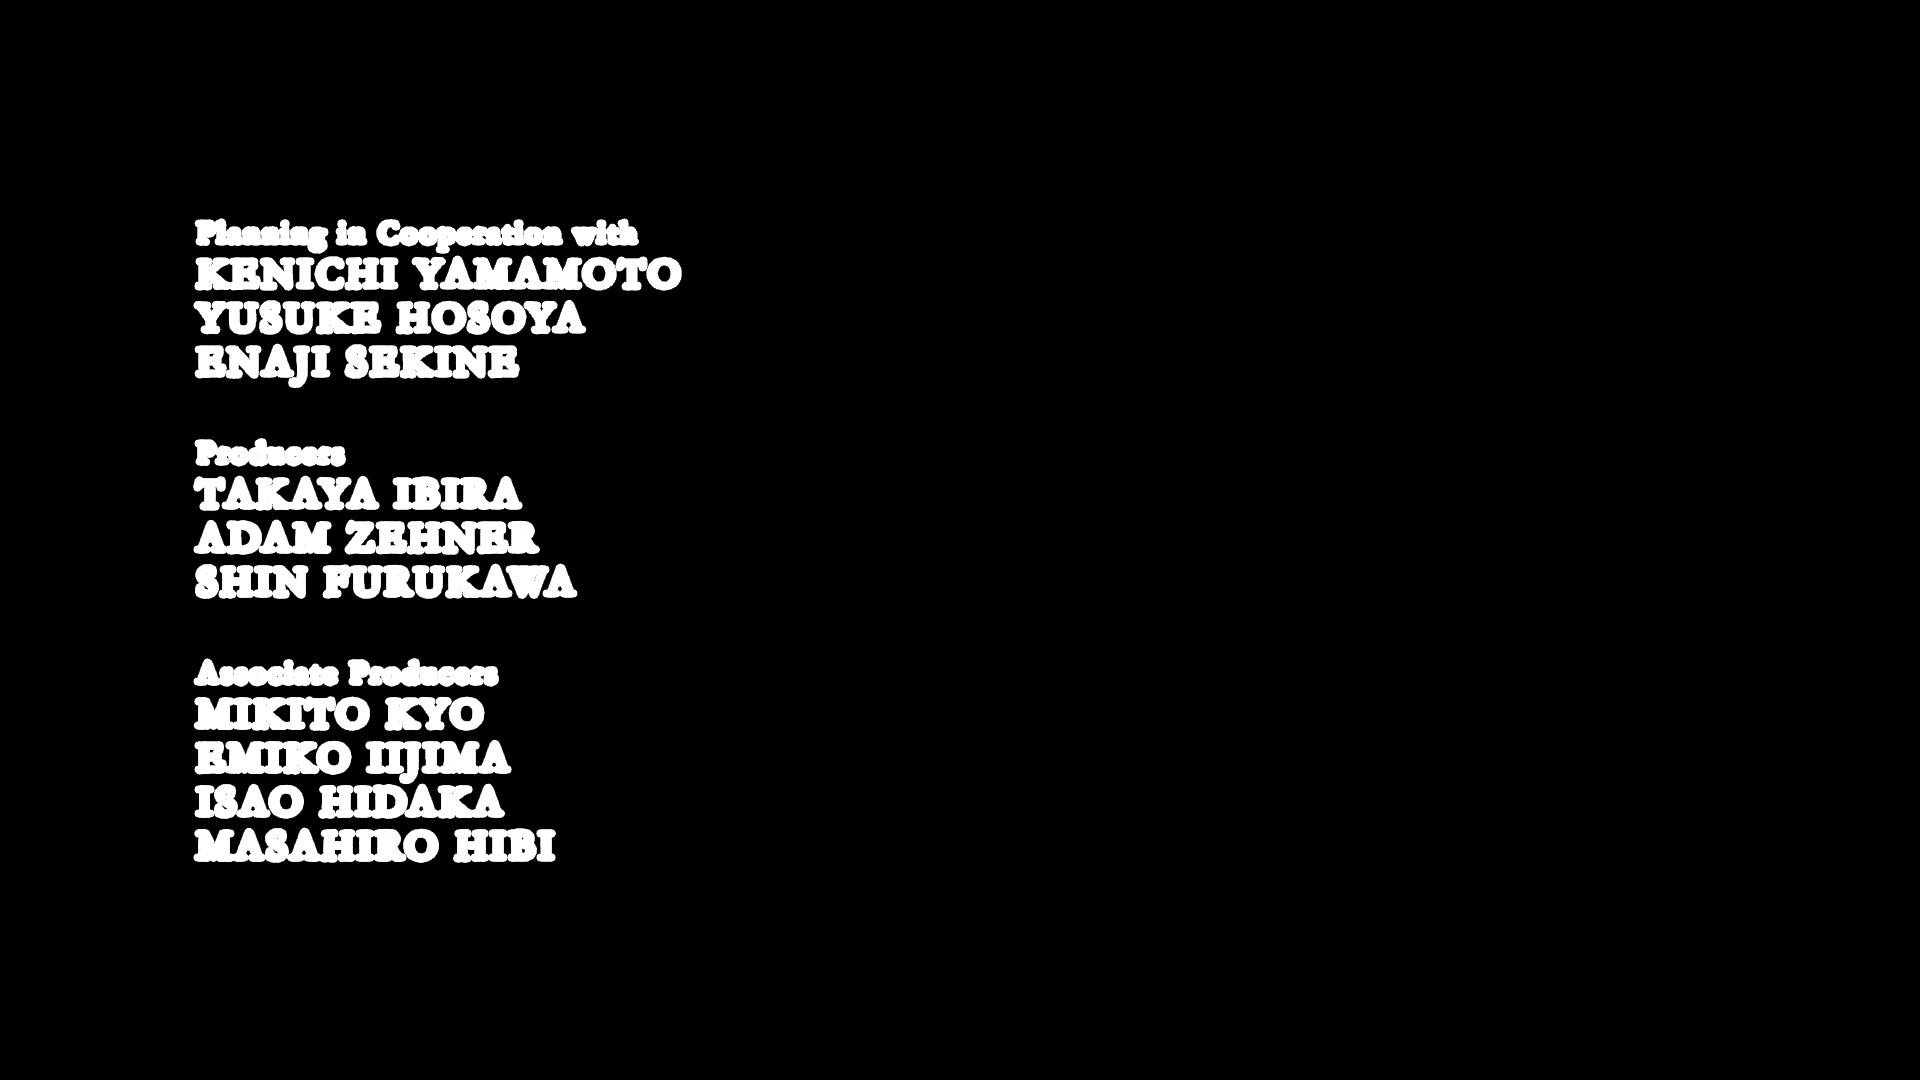 Planning in Cooperation with
KENICHI YAMAMOTO
YUSUKE HOSOYA
ENAJI SEKINE
Producers
TAKAYA IBIRA
ADAM ZEHNER
SHIN FURUKAWA
Associate Producers
MIKITO KYO
EMIKO IIJIMA
ISAO HIDAKA
MASAHIRO HIBI